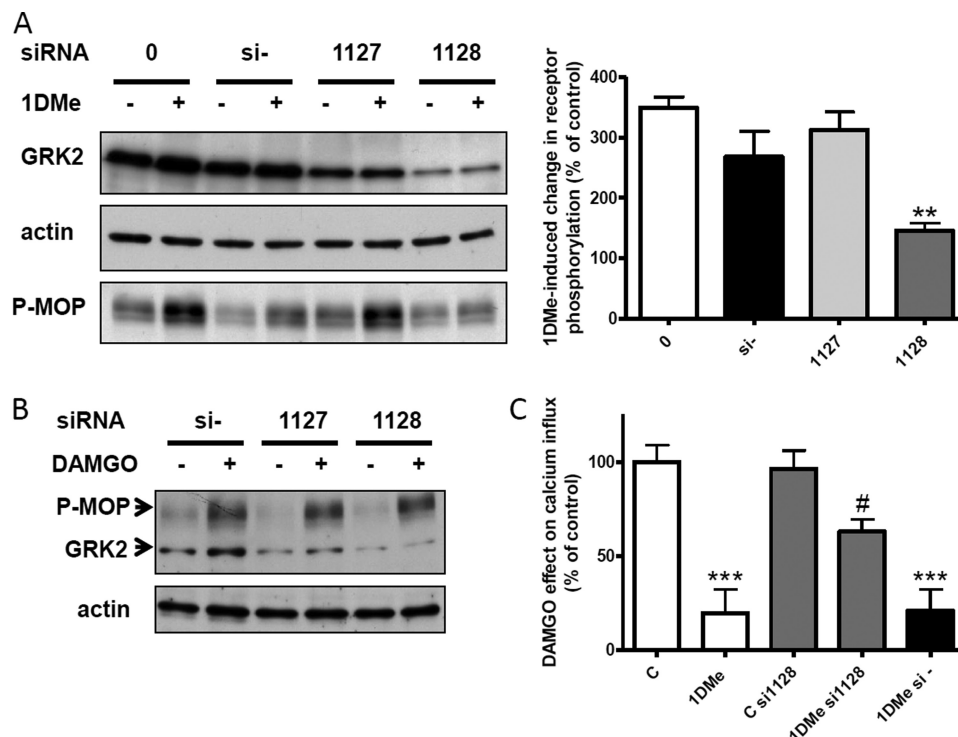 A
siRNA 0 si- 1127 1128
1DMe - + - + - + - +
GRK2
actin
P-MOP
1DMe-induced change in receptor
phosphorylation (% of control)
400
300
200
100
0
**
0 si- 1127 1128
B
siRNA si- 1127 1128
DAMGO - + - + - +
P-MOP
GRK2
actin
C
DAMGO effect on calcium influx
(% of control)
100
50
0
*** # ***
C 1DMe C si1128 1DMe si1128 1DMe si -